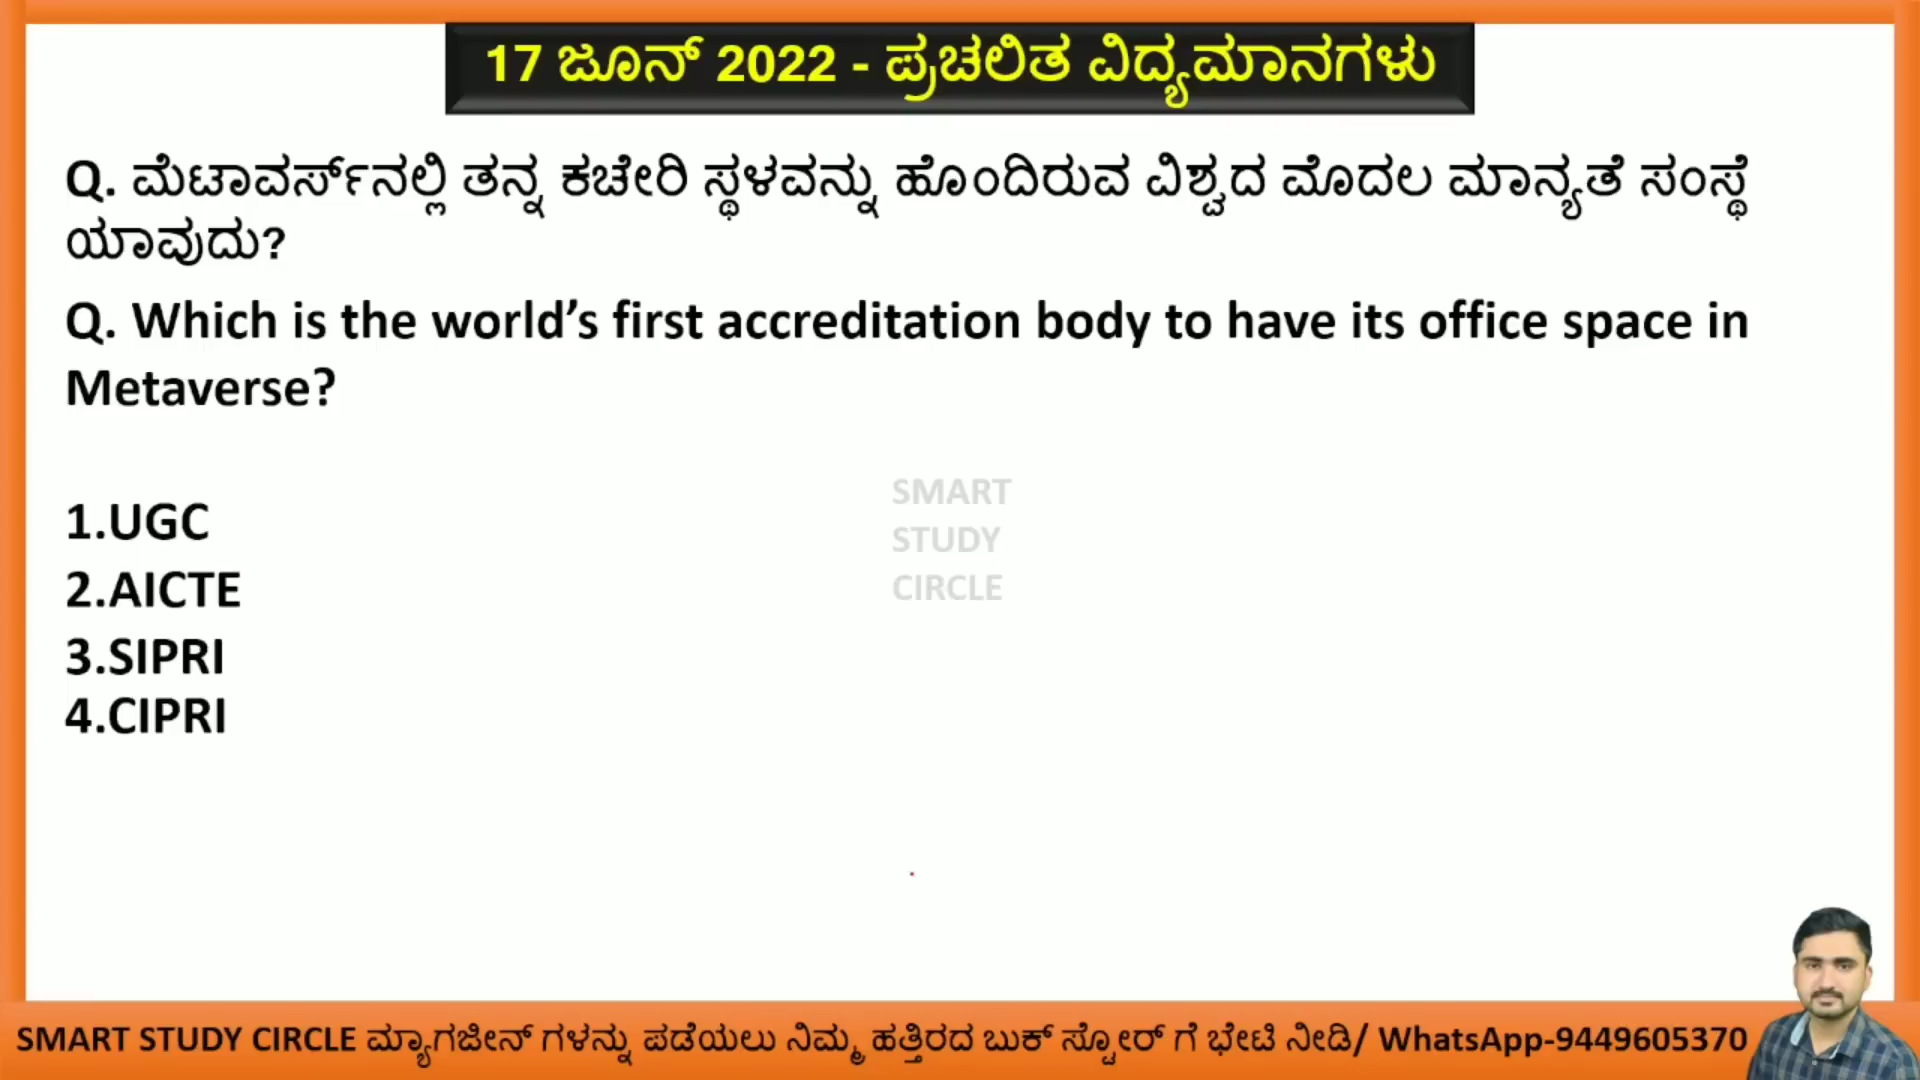 17 ಜೂನ್ 2022 - ಪ್ರಚಲಿತ ವಿದ್ಯಮಾನಗಳು
Q. ಮೆಟಾವರ್ಸ್‌ನಲ್ಲಿ ತನ್ನ ಕಚೇರಿ ಸ್ಥಳವನ್ನು ಹೊಂದಿರುವ ವಿಶ್ವದ ಮೊದಲ ಮಾನ್ಯತೆ ಸಂಸ್ಥೆ
ಯಾವುದು?
Q. Which is the world’s first accreditation body to have its office space in
Metaverse?
1.UGC
2.AICTE
3.SIPRI
4.CIPRI
SMART
STUDY
CIRCLE
SMART STUDY CIRCLE ಮ್ಯಾಗಜೀನ್ ಗಳನ್ನು ಪಡೆಯಲು ನಿಮ್ಮ ಹತ್ತಿರದ ಬುಕ್ ಸ್ಟೋರ್ ಗೆ ಭೇಟಿ ನೀಡಿ/ WhatsApp-9449605370